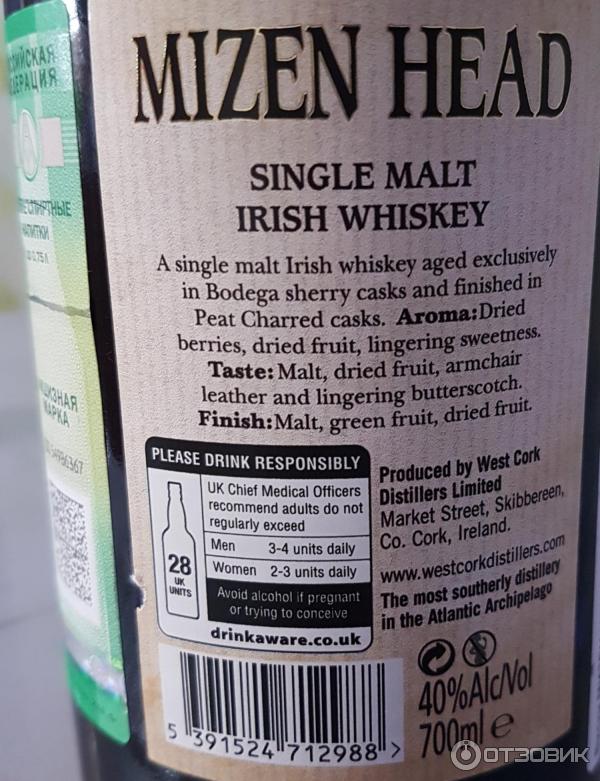 MIZEN HEAD
SINGLE MALT
IRISH WHISKEY
A single malt Irish whiskey aged exclusively
in Bodega sherry casks and finished in
Peat Charred casks. Aroma:Dried
berries, dried fruit, lingering sweetness.
Taste: Malt, dried fruit, armchair
leather and lingering butterscotch.
Finish: Malt, green fruit, dried fruit.
PLEASE DRINK RESPONSIBLY
UK Chief Medical Officers
recommend adults do not
regularly exceed
Men 3-4 units daily
Women 2-3 units daily
28
UK
UNITS
Avoid alcohol if pregnant
or trying to conceive
drinkaware.co.uk
Produced by West Cork
Distillers Limited
Market Street, Skibbereen,
Co. Cork, Ireland.
www.westcorkdistillers.com
The most southerly distillery
in the Atlantic Archipelago
40%Alc/Vol
700ml e
5 391524 712988 >
НАПИТКИ
МАРКА
ОТЗОВИК